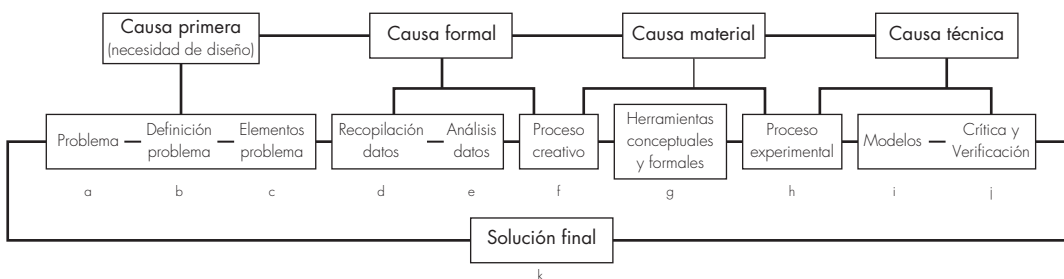 Causa primera
(necesidad de diseño)
Causa formal
Causa material
Causa técnica
Problema
Definición
problema
Elementos
problema
Recopilación
datos
Análisis
datos
Proceso
creativo
Herramientas
conceptuales
y formales
Proceso
experimental
Modelos
Crítica y
Verificación
a
b
c
d
e
f
g
h
i
j
Solución final
k